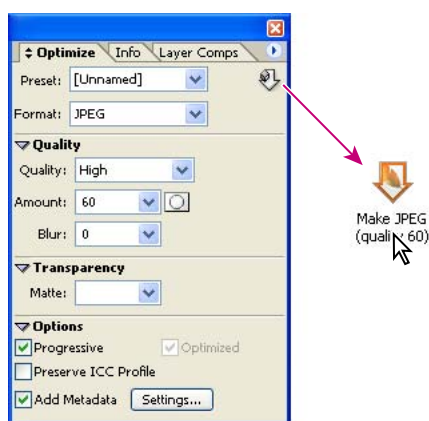 Optimize Info Layer Comps
Preset: [Unnamed]
Format: JPEG
Quality
Quality: High
Amount: 60
Blur: 0
Transparency
Matte:
Options
Progressive Optimized
Preserve ICC Profile
Add Metadata Settings...
Make JPEG
(quality 60)